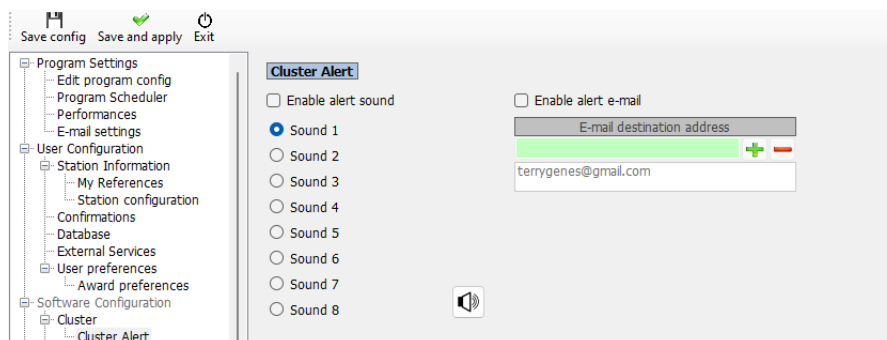 Save config Save and apply Exit
Program Settings
Edit program config
Program Scheduler
Performances
E-mail settings
User Configuration
Station Information
My References
Station configuration
Confirmations
Database
External Services
User preferences
Award preferences
Software Configuration
Cluster
Cluster Alert
Cluster Alert
Enable alert sound
Sound 1
Sound 2
Sound 3
Sound 4
Sound 5
Sound 6
Sound 7
Sound 8
Enable alert e-mail
E-mail destination address
terrygenes@gmail.com